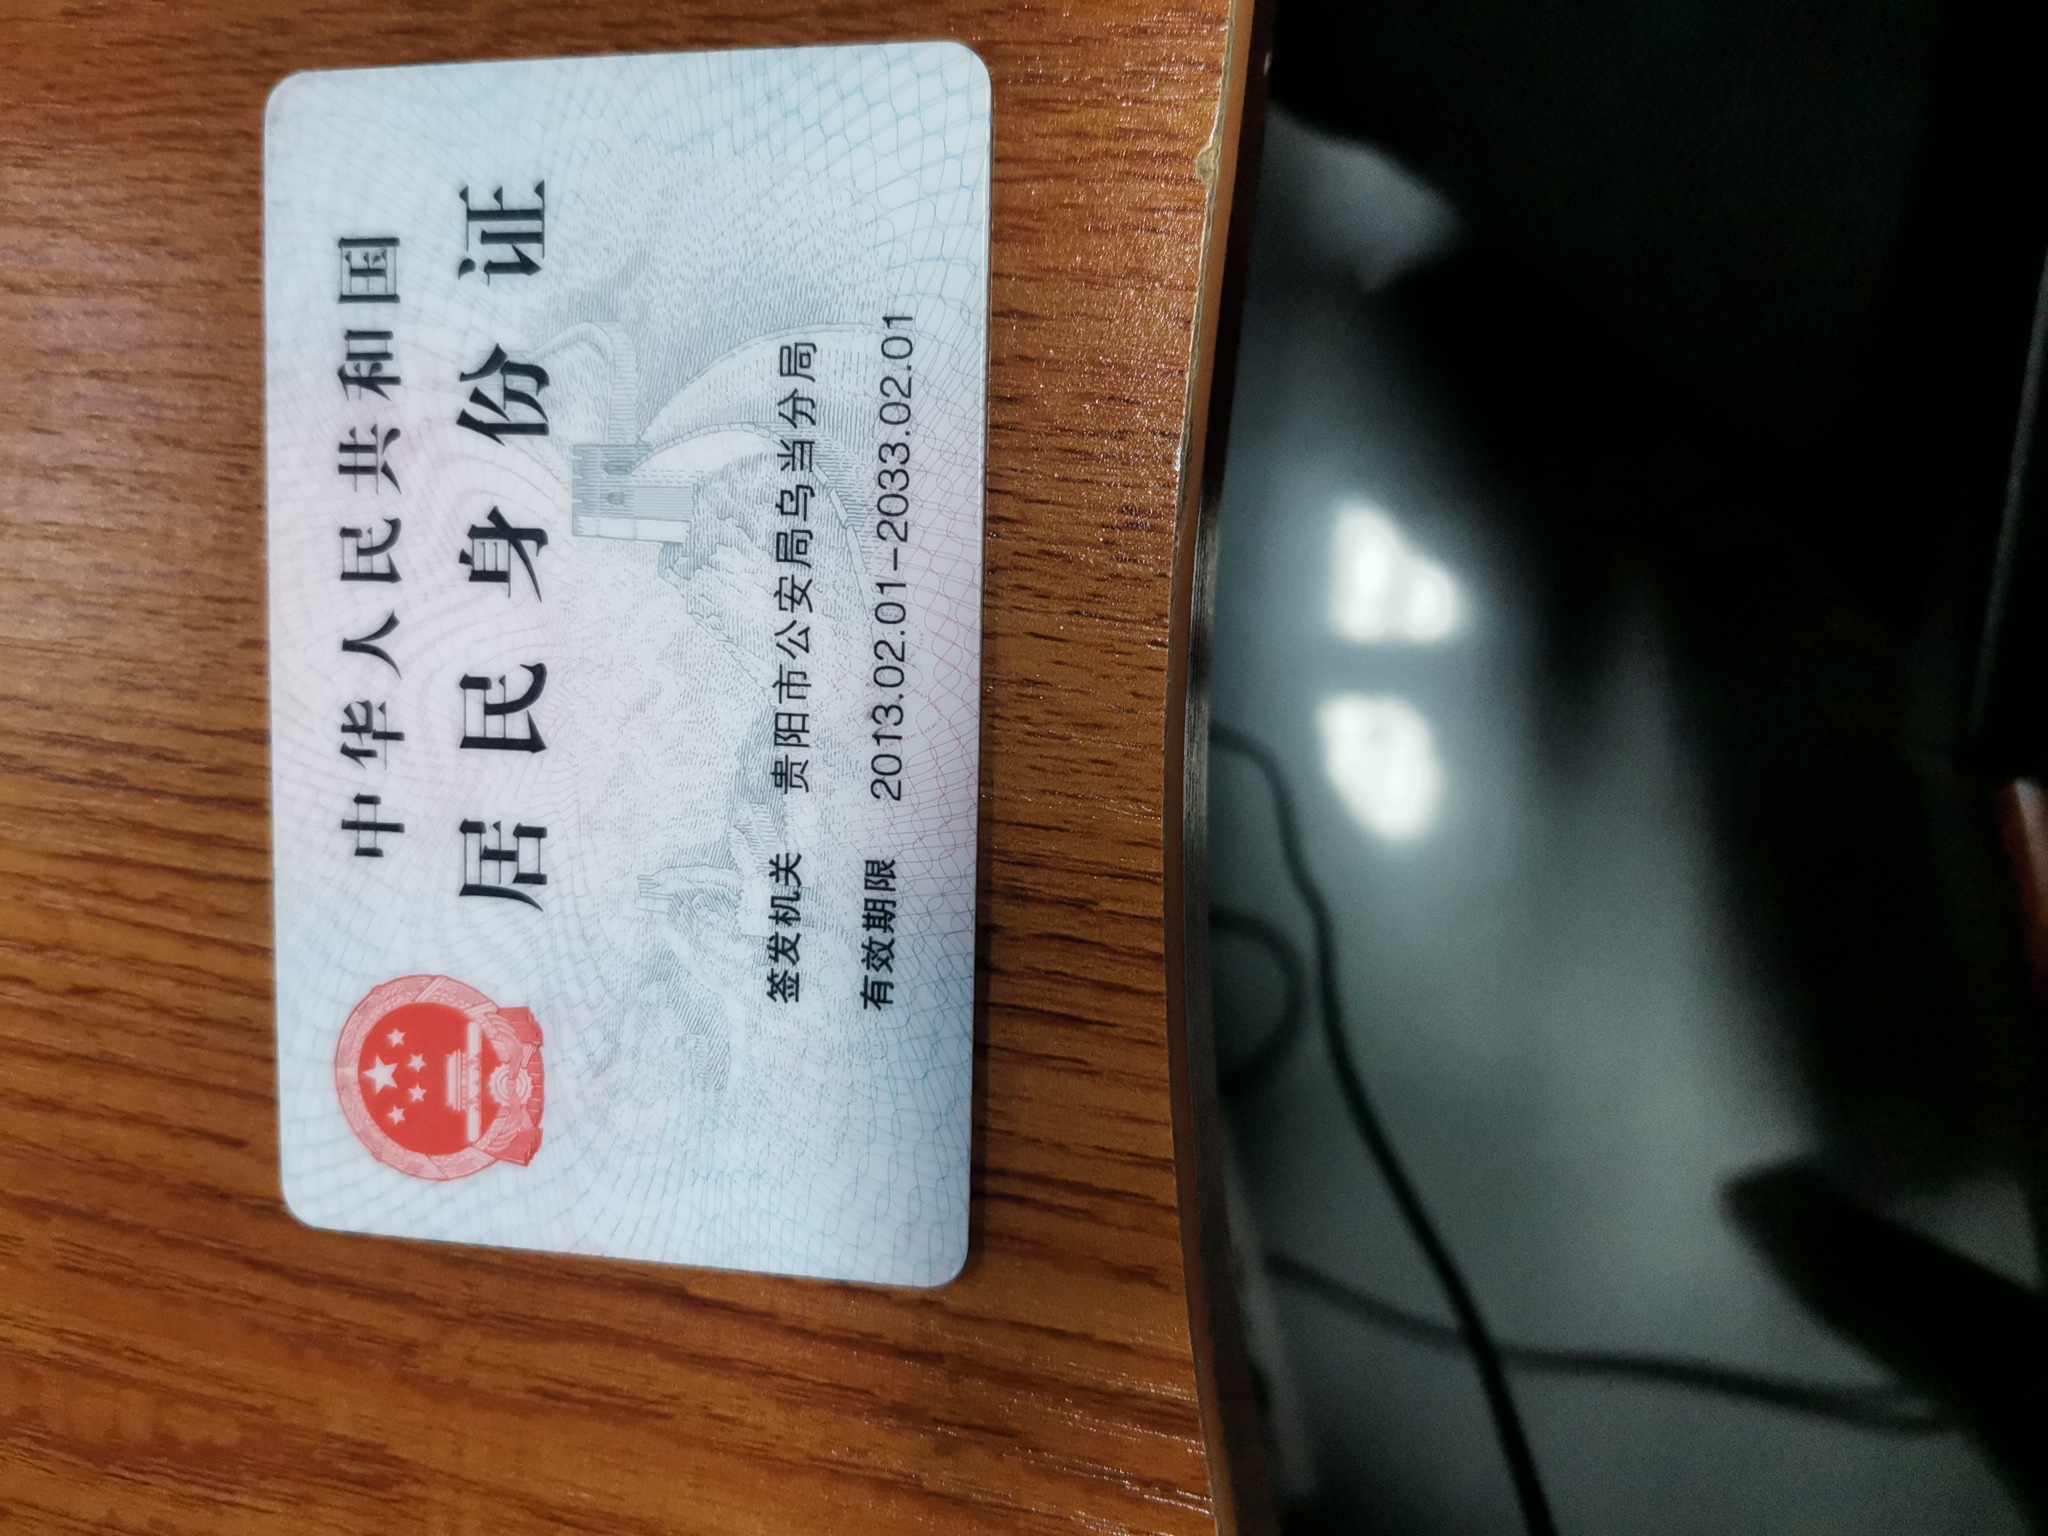 中华人民共和国
居民身份证
签发机关 贵阳市公安局乌当分局
有效期限 2013.02.01-2033.02.01